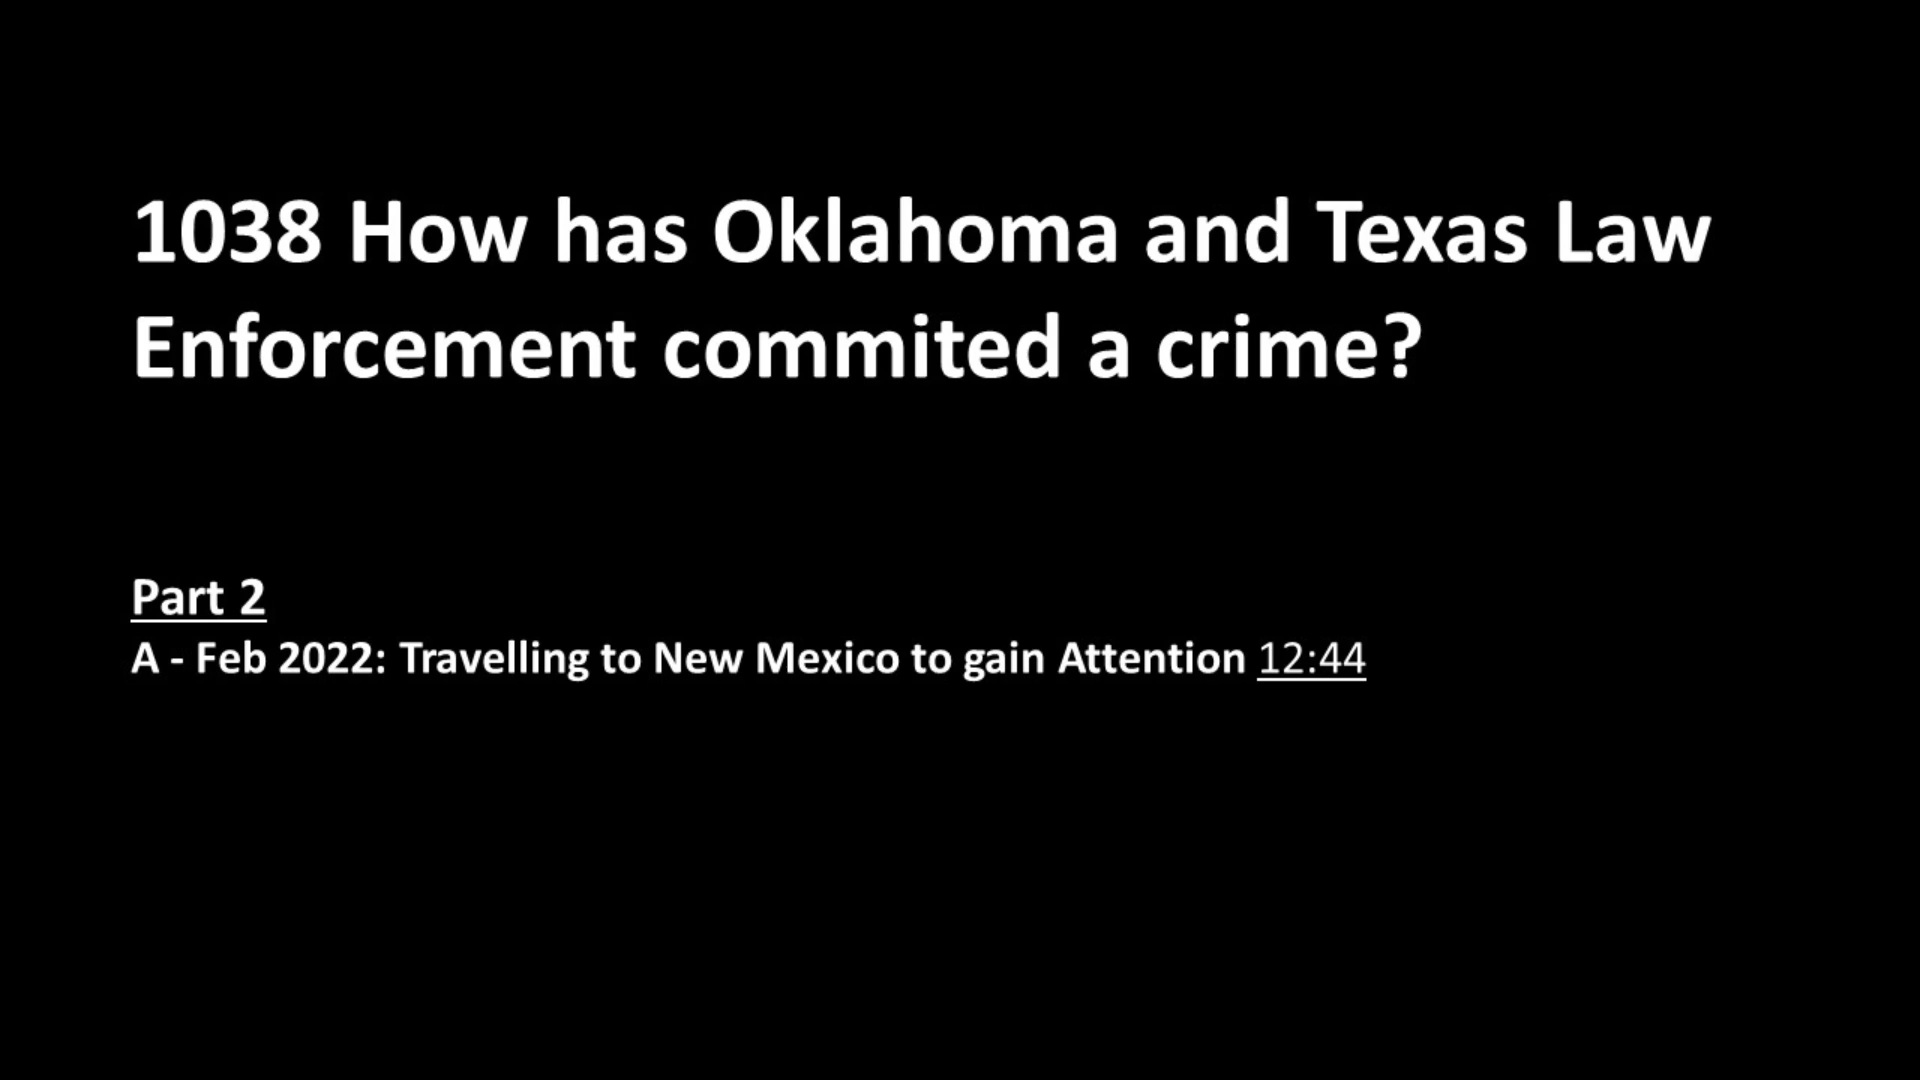 1038 How has Oklahoma and Texas Law
Enforcement commited a crime?
Part 2
A - Feb 2022: Travelling to New Mexico to gain Attention 12:44